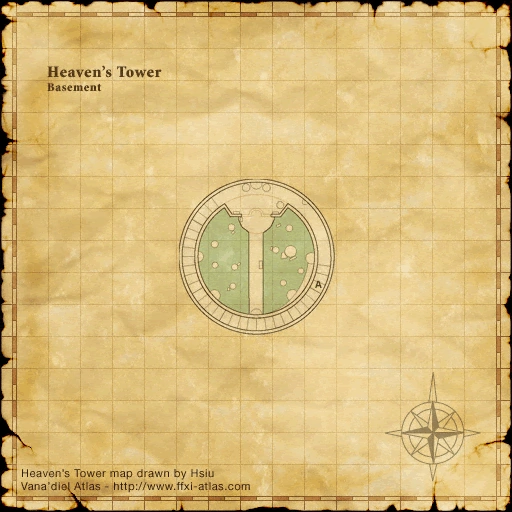 Heaven's Tower
Basement
A
Heaven's Tower map drawn by Hsiu
Vana'diel Atlas - http://www.ffxi-atlas.com